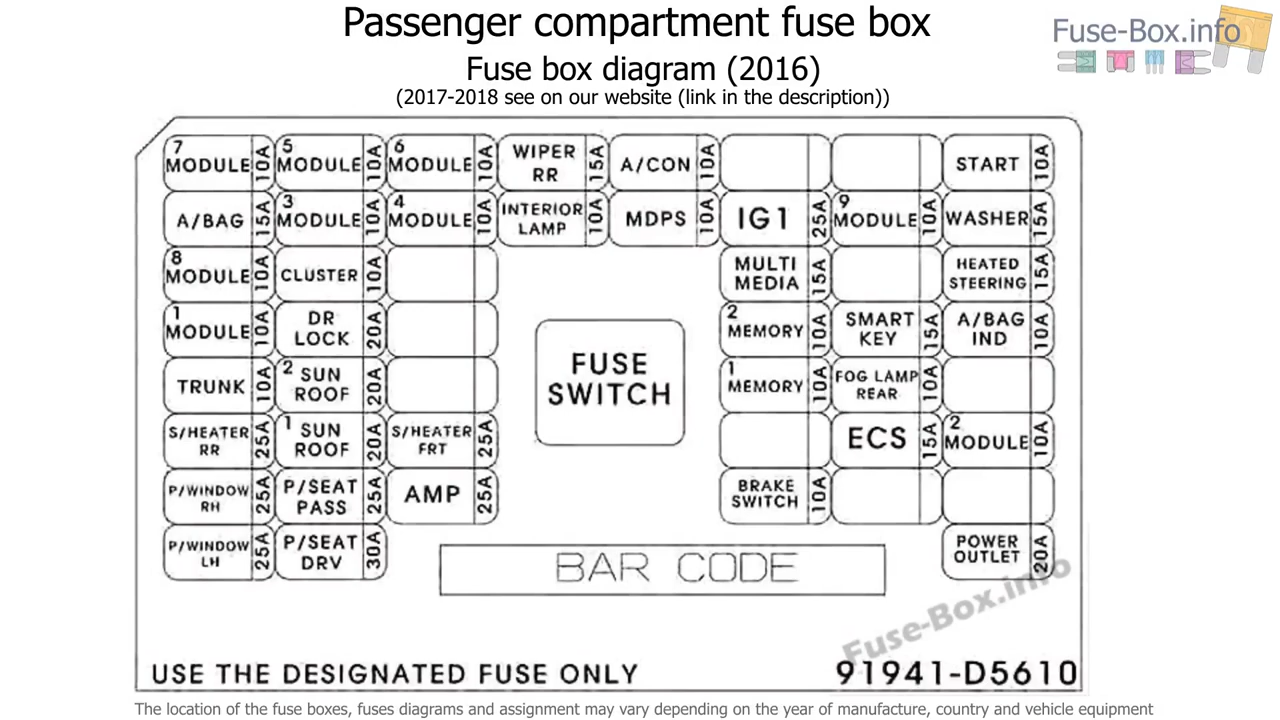 Passenger compartment fuse box
Fuse-Box.info
Fuse box diagram (2016)
(2017-2018 see on our website (link in the description))
7 MODULE 10A
5 MODULE 10A
6 MODULE 10A
WIPER RR 15A
A/CON 10A
START 10A
A/BAG 15A
3 MODULE 10A
4 MODULE 10A
INTERIOR LAMP 10A
MDPS 10A
IG1 25A
9 MODULE 10A
WASHER 15A
8 MODULE 10A
CLUSTER 10A
MULTI MEDIA 15A
HEATED STEERING 15A
1 MODULE 10A
DR LOCK 20A
2 MEMORY 10A
SMART KEY 15A
A/BAG IND 10A
FUSE SWITCH
TRUNK 10A
2 SUN ROOF 20A
1 MEMORY 10A
FOG LAMP REAR 10A
S/HEATER RR 25A
1 SUN ROOF 20A
S/HEATER FRT 25A
ECS 15A
2 MODULE 10A
P/WINDOW RH 25A
P/SEAT PASS 25A
AMP 25A
BRAKE SWITCH 10A
P/WINDOW LH 25A
P/SEAT DRV 30A
BAR CODE
POWER OUTLET 20A
Fuse-Box.info
USE THE DESIGNATED FUSE ONLY
91941-D5610
The location of the fuse boxes, fuses diagrams and assignment may vary depending on the year of manufacture, country and vehicle equipment